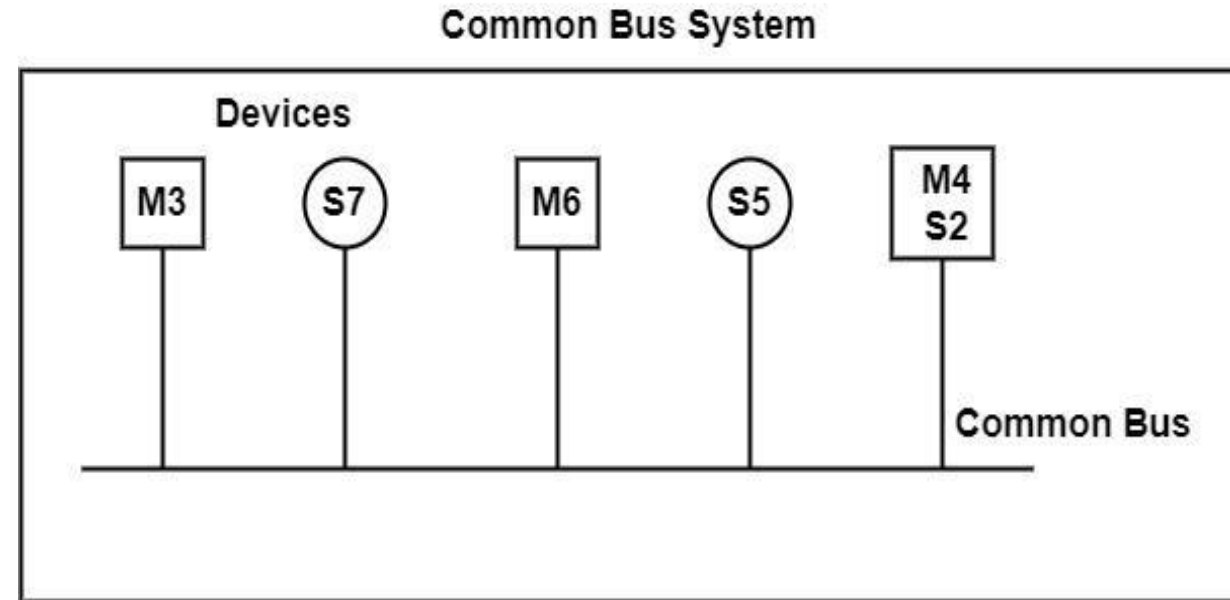 Common Bus System
Devices
M3
S7
M6
S5
M4
S2
Common Bus